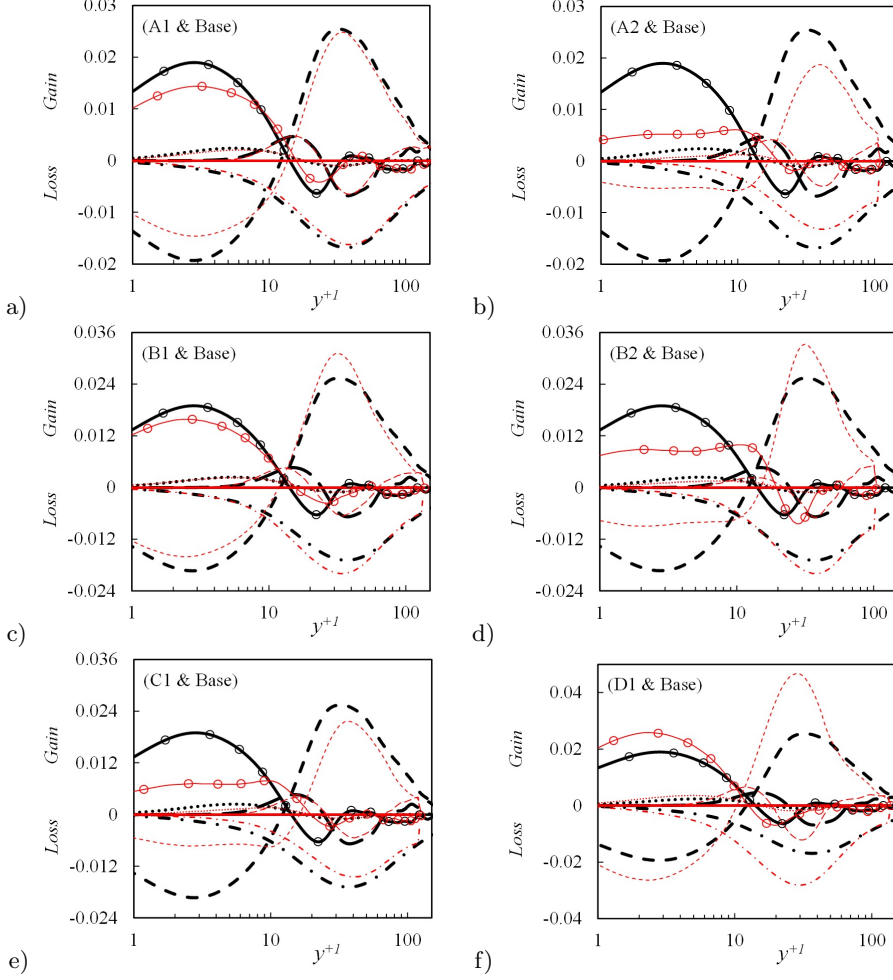 (A1 & Base)
0.03
0.02
0.01
0
-0.01
-0.02
Gain
Loss
1
10
100
y+1
a)
(A2 & Base)
0.03
0.02
0.01
0
-0.01
-0.02
Gain
Loss
1
10
100
y+1
b)
(B1 & Base)
0.036
0.024
0.012
0
-0.012
-0.024
Gain
Loss
1
10
100
y+1
c)
(B2 & Base)
0.036
0.024
0.012
0
-0.012
-0.024
Gain
Loss
1
10
100
y+1
d)
(C1 & Base)
0.036
0.024
0.012
0
-0.012
-0.024
Gain
Loss
1
10
100
y+1
e)
(D1 & Base)
0.04
0.02
0
-0.02
-0.04
Gain
Loss
1
10
100
y+1
f)